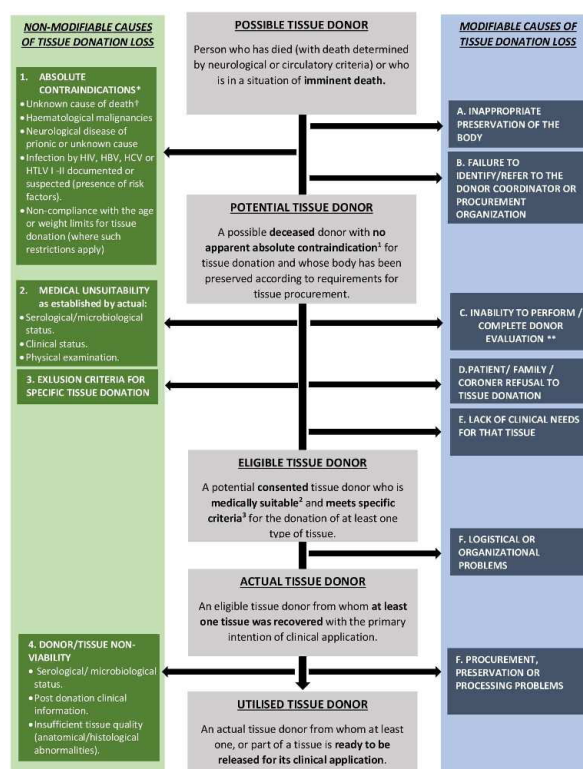 NON-MODIFIABLE CAUSES
OF TISSUE DONATION LOSS
1. ABSOLUTE
CONTRAINDICATIONS*
•Unknown cause of death†
•Haematological malignancies
•Neurological disease of
prionic or unknown cause
•Infection by HIV, HBV, HCV or
HTLV I -II documented or
suspected (presence of risk
factors).
•Non-compliance with the age
or weight limits for tissue
donation (where such
restrictions apply)
2. MEDICAL UNSUITABILITY
as established by actual:
•Serological/microbiological
status.
•Clinical status.
•Physical examination.
3. EXLUSION CRITERIA FOR
SPECIFIC TISSUE DONATION
4. DONOR/TISSUE NON-
VIABILITY
• Serological/ microbiological
status.
• Post donation clinical
information.
• Insufficient tissue quality
(anatomical/histological
abnormalities).
POSSIBLE TISSUE DONOR
Person who has died (with death determined
by neurological or circulatory criteria) or who
is in a situation of imminent death.
POTENTIAL TISSUE DONOR
A possible deceased donor with no
apparent absolute contraindication¹ for
tissue donation and whose body has been
preserved according to requirements for
tissue procurement.
ELIGIBLE TISSUE DONOR
A potential consented tissue donor who is
medically suitable² and meets specific
criteria³ for the donation of at least one
type of tissue.
ACTUAL TISSUE DONOR
An eligible tissue donor from whom at least
one tissue was recovered with the primary
intention of clinical application.
UTILISED TISSUE DONOR
An actual tissue donor from whom at least
one, or part of a tissue is ready to be
released for its clinical application.
MODIFIABLE CAUSES OF
TISSUE DONATION LOSS
A. INAPPROPRIATE
PRESERVATION OF THE
BODY
B. FAILURE TO
IDENTIFY/REFER TO THE
DONOR COORDINATOR OR
PROCUREMENT
ORGANIZATION
C. INABILITY TO PERFORM /
COMPLETE DONOR
EVALUATION **
D.PATIENT/ FAMILY /
CORONER REFUSAL TO
TISSUE DONATION
E. LACK OF CLINICAL NEEDS
FOR THAT TISSUE
F. LOGISTICAL OR
ORGANIZATIONAL
PROBLEMS
F. PROCUREMENT,
PRESERVATION OR
PROCESSING PROBLEMS